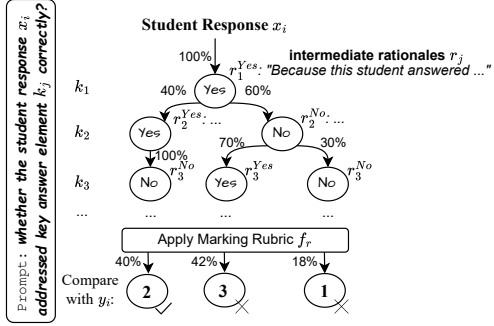 Prompt: whether the student response $x_i$
addressed key answer element $k_j$ correctly?
Student Response $x_i$
100%
intermediate rationales $r_j$
$r_1^{Yes}$: "Because this student answered ..."
$k_1$
Yes
40%
60%
$r_2^{Yes}$: ...
$r_2^{No}$: ...
$k_2$
Yes
No
100%
70%
30%
$r_3^{No}$
$r_3^{Yes}$
$r_3^{No}$
$k_3$
No
Yes
No
... ... ... ...
Apply Marking Rubric $f_r$
40%
42%
18%
Compare
with $y_i$:
2
3
1